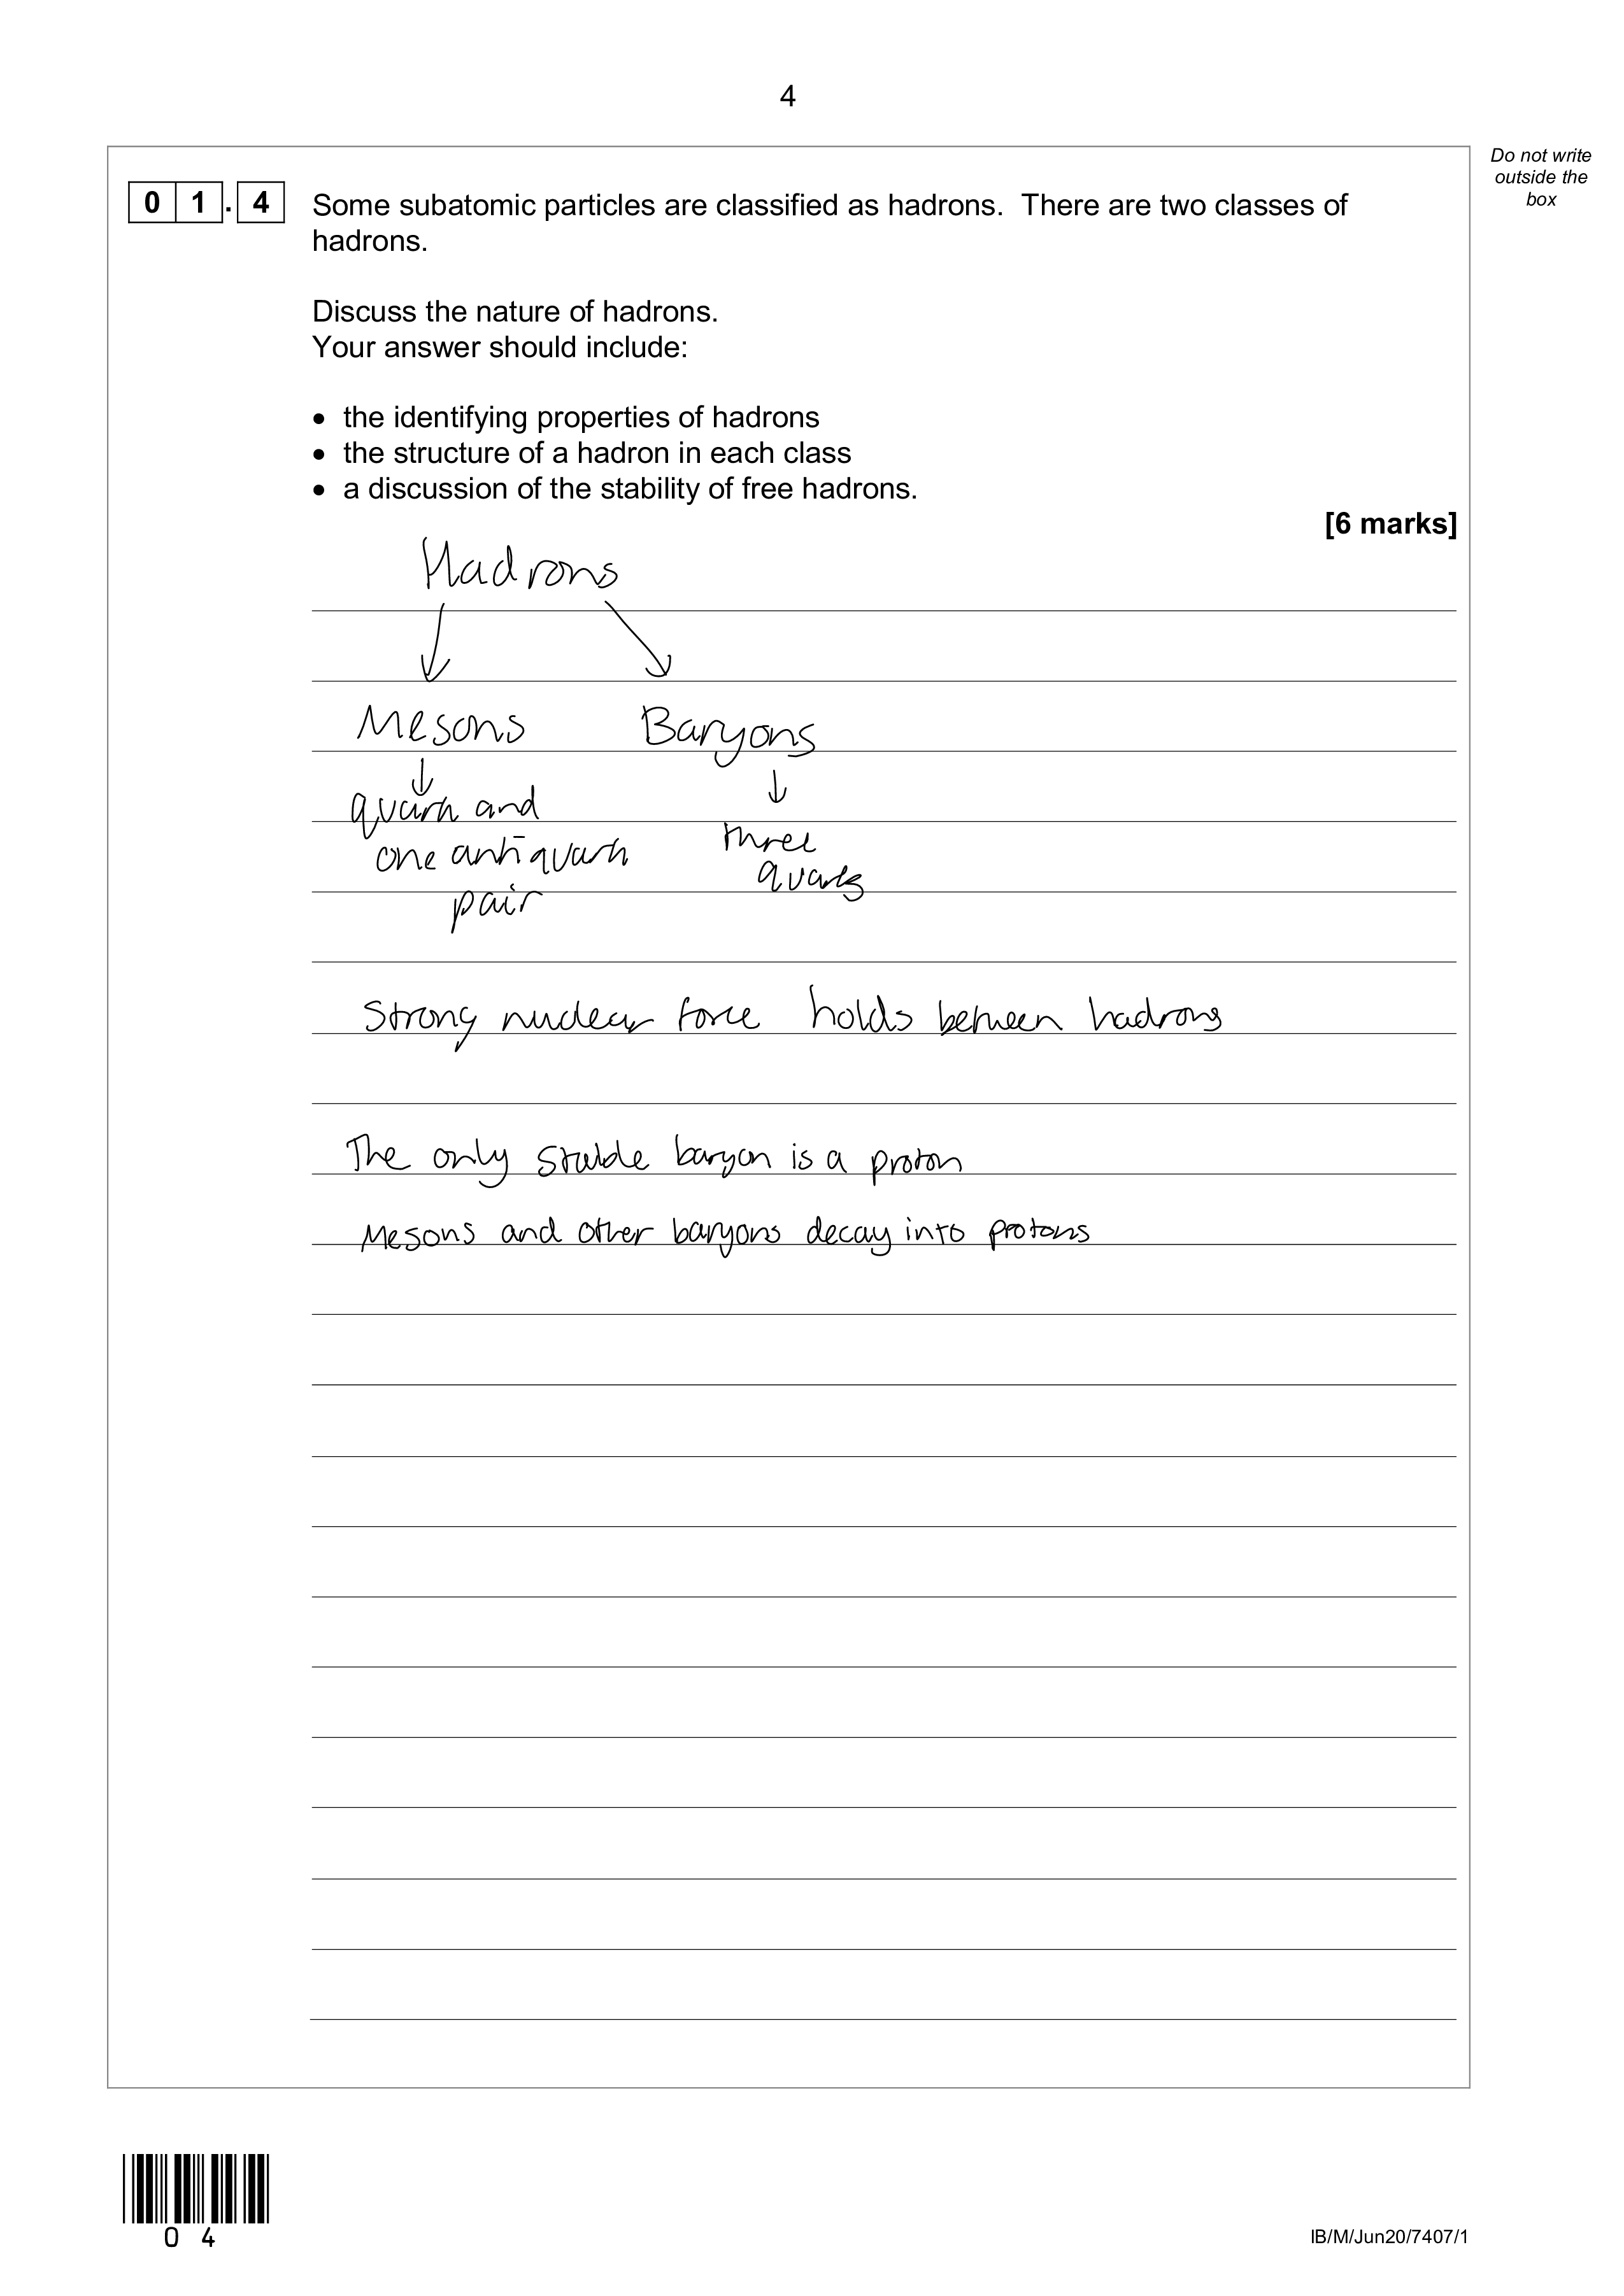 4
Do not write
outside the
box
0 1 . 4
Some subatomic particles are classified as hadrons. There are two classes of
hadrons.
Discuss the nature of hadrons.
Your answer should include:
• the identifying properties of hadrons
• the structure of a hadron in each class
• a discussion of the stability of free hadrons.
[6 marks]
Hadrons
Mesons Baryons
quark and
one antiquark
pair
three
quarks
Strong nuclear force holds between hadrons
The only stable baryon is a proton
Mesons and other baryons decay into protons
0 4
IB/M/Jun20/7407/1